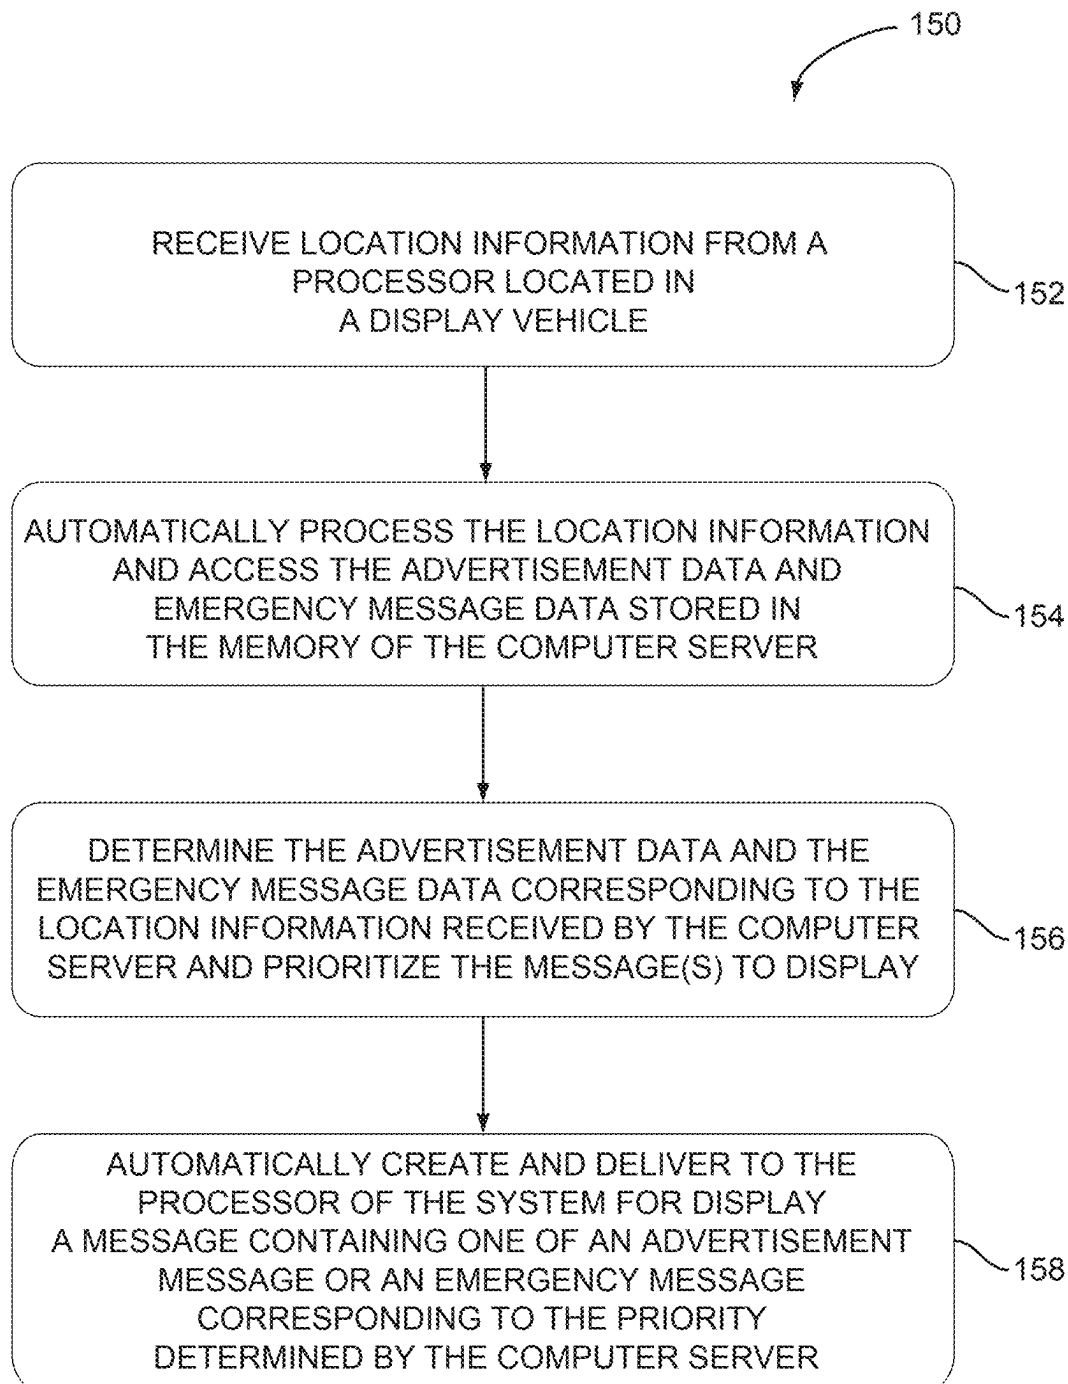 150
RECEIVE LOCATION INFORMATION FROM A
PROCESSOR LOCATED IN
A DISPLAY VEHICLE
152
AUTOMATICALLY PROCESS THE LOCATION INFORMATION
AND ACCESS THE ADVERTISEMENT DATA AND
EMERGENCY MESSAGE DATA STORED IN
THE MEMORY OF THE COMPUTER SERVER
154
DETERMINE THE ADVERTISEMENT DATA AND THE
EMERGENCY MESSAGE DATA CORRESPONDING TO THE
LOCATION INFORMATION RECEIVED BY THE COMPUTER
SERVER AND PRIORITIZE THE MESSAGE(S) TO DISPLAY
156
AUTOMATICALLY CREATE AND DELIVER TO THE
PROCESSOR OF THE SYSTEM FOR DISPLAY
A MESSAGE CONTAINING ONE OF AN ADVERTISEMENT
MESSAGE OR AN EMERGENCY MESSAGE
CORRESPONDING TO THE PRIORITY
DETERMINED BY THE COMPUTER SERVER
158